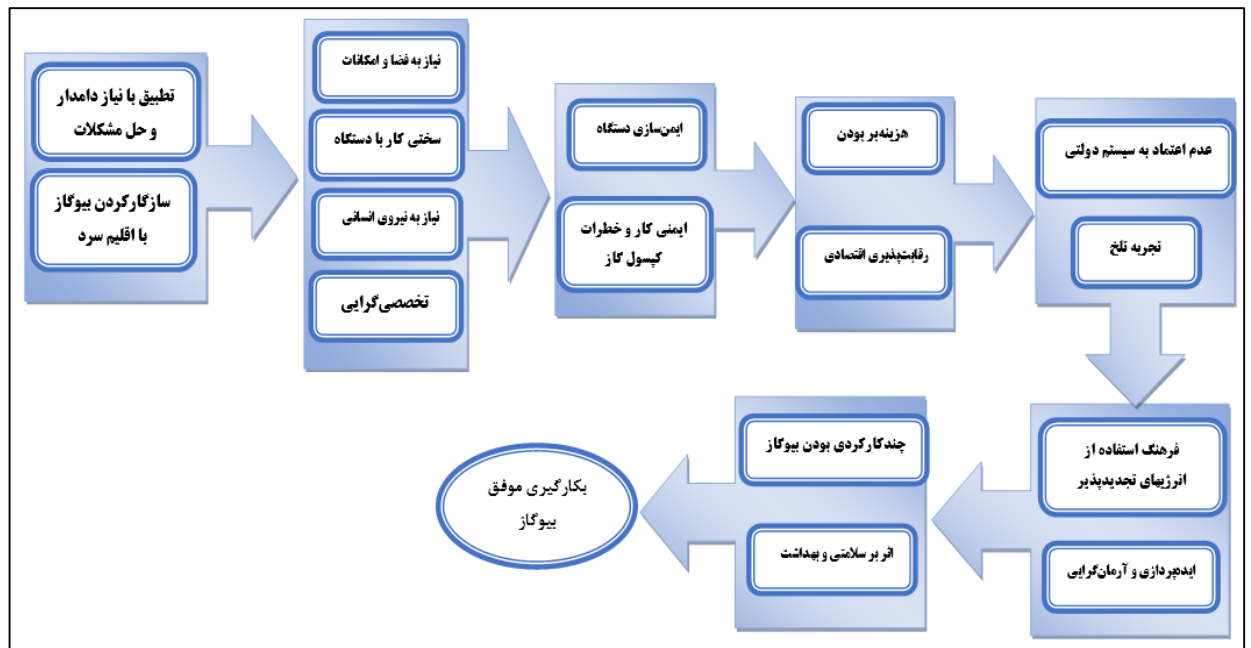 تطبیق با نیاز دامدار
و حل مشکلات
سازگارکردن بیوگاز
با اقلیم سرد
نیاز به فضا و امکانات
سختی کار با دستگاه
نیاز به نیروی انسانی
تخصصی‌گرایی
ایمن‌سازی دستگاه
ایمنی کار و خطرات
کپسول گاز
هزینه‌بر بودن
رقابت‌پذیری اقتصادی
عدم اعتماد به سیستم دولتی
تجربه تلخ
فرهنگ استفاده از
انرژیهای تجدیدپذیر
ایده‌پردازی و آرمان‌گرایی
چندکارکردی بودن بیوگاز
اثر بر سلامتی و بهداشت
بکارگیری موفق
بیوگاز